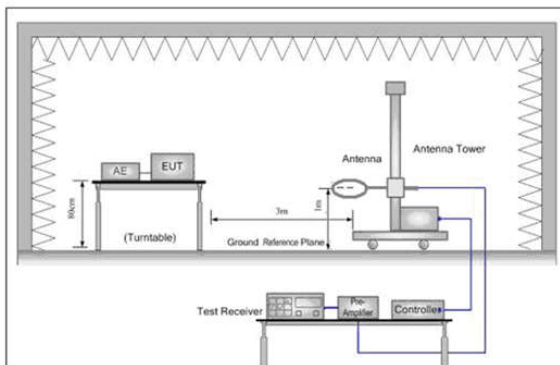 Antenna Tower
Antenna
AE
EUT
80cm
(Turntable)
3m
1m
Ground Reference Plane
Test Receiver
Pre-
Amplifier
Controller